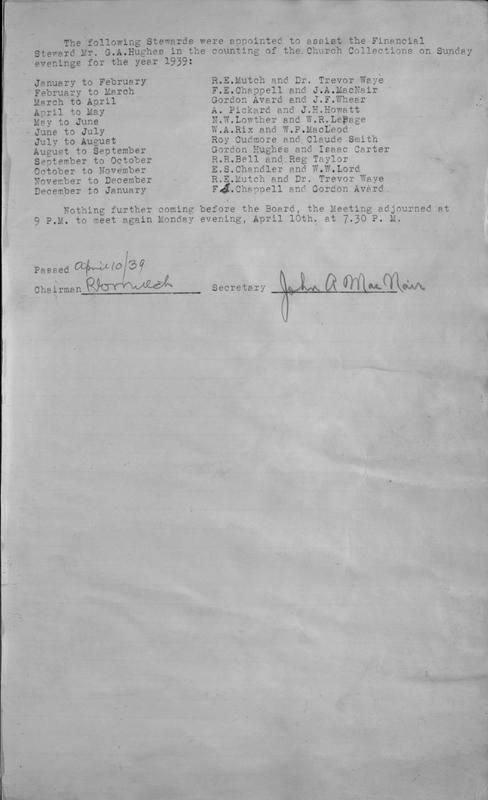 The following Stewards were appointed to assist the Financial
Steward Mr. G.A.Hughes in the counting of the Church Collections on Sunday
evenings for the year 1939:
January to February R.E.Mutch and Dr. Trevor Waye
February to March F.E.Chappell and J.A.MacNair
March to April Gordon Avard and J.F.Whear
April to May A. Pickard and J.H.Howatt
May to June N.W.Lowther and W.R.LePage
June to July W.A.Rix and W.P.MacLeod
July to August Roy Cudmore and Claude Smith
August to September Gordon Hughes and Isaac Carter
September to October R.R.Bell and Reg Taylor
October to November E.S.Chandler and W.W.Lord
November to December R.E.Mutch and Dr. Trevor Waye
December to January F.E.Chappell and Gordon Avard
Nothing further coming before the Board, the Meeting adjourned at
9 P.M. to meet again Monday evening, April 10th. at 7.30 P. M.
Passed April 10/39
Chairman Secretary John A MacNair